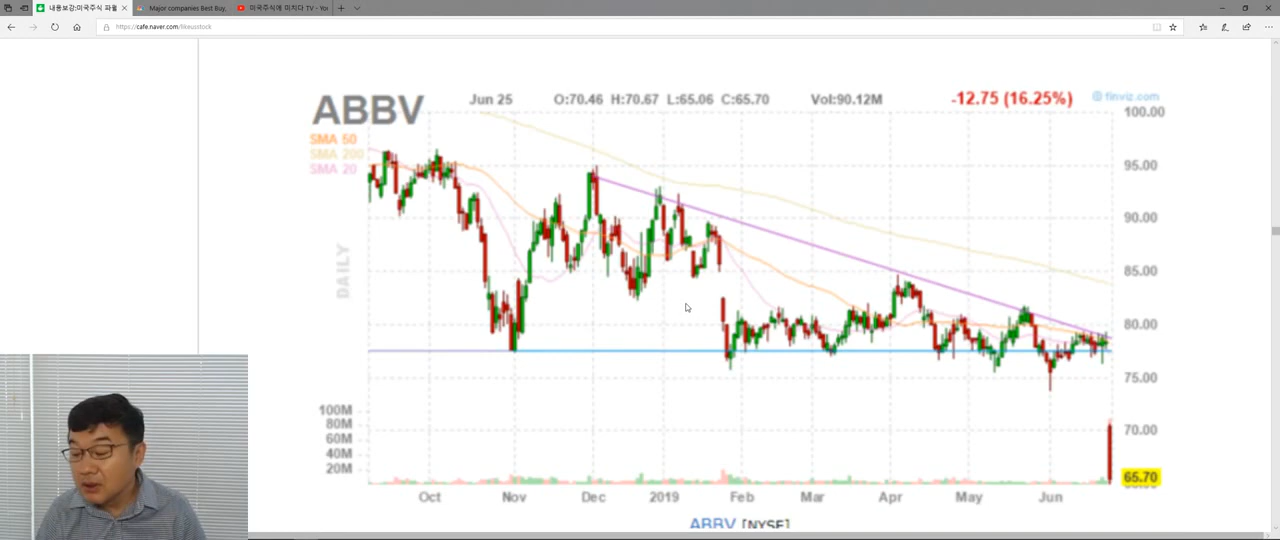 내용보강:미국주식 파월
Major companies Best Buy,
미국주식에 미치다 TV - You
https://cafe.naver.com/likeusstock
ABBV
Jun 25 O:70.46 H:70.67 L:65.06 C:65.70 Vol:90.12M -12.75 (16.25%) © finviz.com
SMA 50
SMA 200
SMA 20
DAILY
100.00
95.00
90.00
85.00
80.00
75.00
70.00
65.70
100M
80M
60M
40M
20M
Oct Nov Dec 2019 Feb Mar Apr May Jun
ABBV [NYSE]